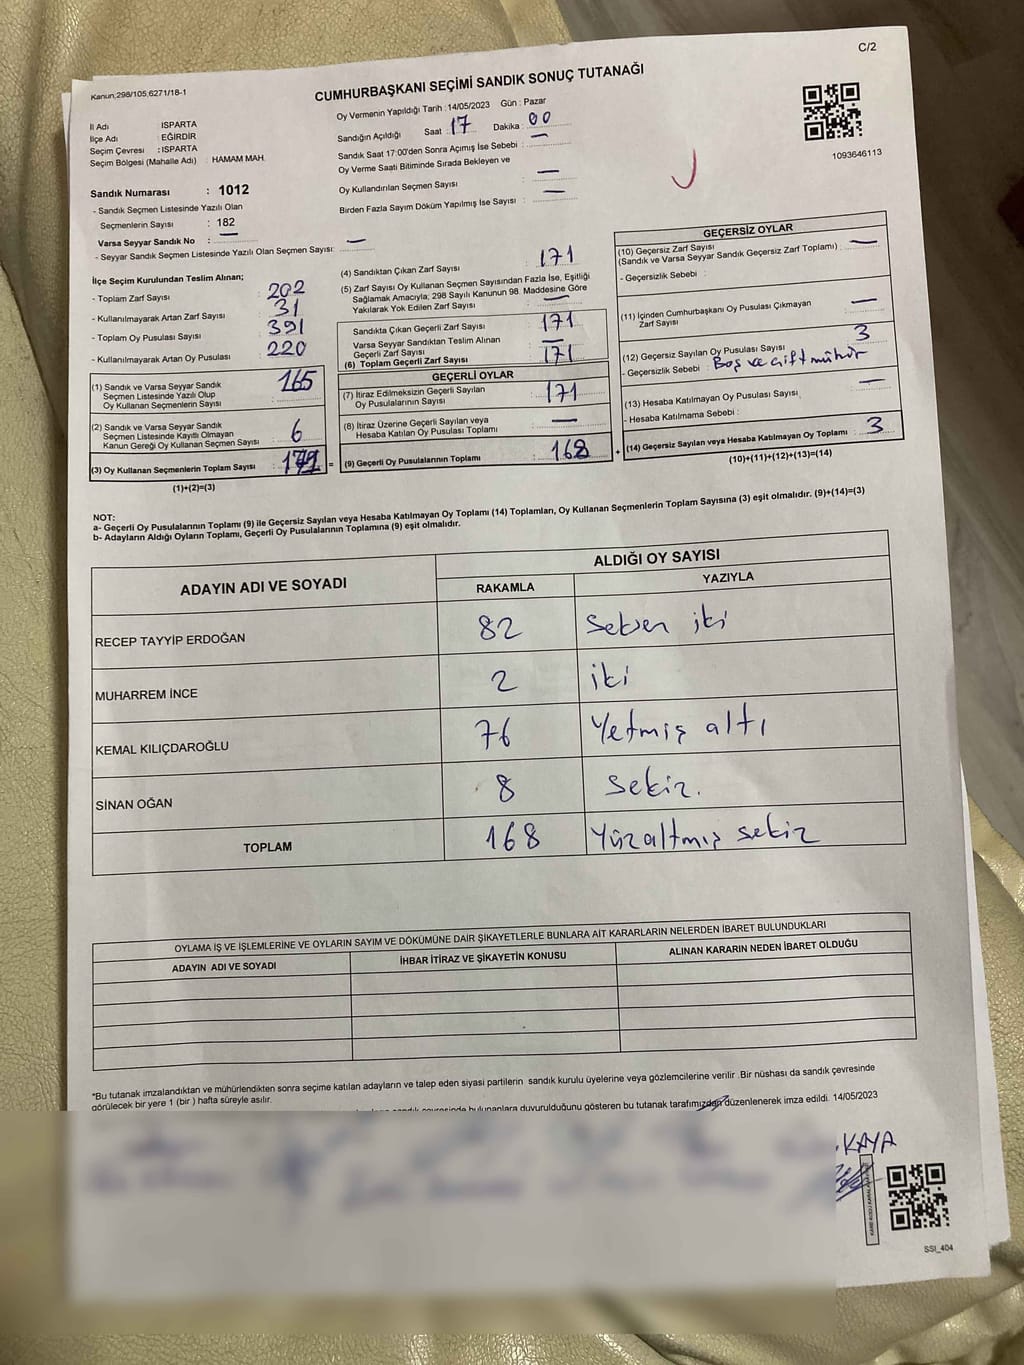 C/2
Kanun,298/105,6271/18-1
CUMHURBAŞKANI SEÇİMİ SANDIK SONUÇ TUTANAĞI
İl Adı : ISPARTA
İlçe Adı : EĞİRDİR
Seçim Çevresi : ISPARTA
Seçim Bölgesi (Mahalle Adı) : HAMAM MAH.
Sandık Numarası : 1012
- Sandık Seçmen Listesinde Yazılı Olan
Seçmenlerin Sayısı : 182
Varsa Seyyar Sandık No : —
- Seyyar Sandık Seçmen Listesinde Yazılı Olan Seçmen Sayısı: —
Oy Vermenin Yapıldığı Tarih : 14/05/2023 Gün : Pazar
Sandığın Açıldığı Saat : 17 Dakika : 00
Sandık Saat 17:00'den Sonra Açımış İse Sebebi : —
Oy Verme Saati Bitiminde Sırada Bekleyen ve
Oy Kullandırılan Seçmen Sayısı : —
Birden Fazla Sayım Döküm Yapılmış İse Sayısı : —
1093646113
İlçe Seçim Kurulundan Teslim Alınan;
- Toplam Zarf Sayısı : 202
- Kullanılmayarak Artan Zarf Sayısı : 31
- Toplam Oy Pusulası Sayısı : 391
- Kullanılmayarak Artan Oy Pusulası : 220
(1) Sandık ve Varsa Seyyar Sandık
Seçmen Listesinde Yazılı Olup
Oy Kullanan Seçmenlerin Sayısı : 165
(2) Sandık ve Varsa Seyyar Sandık
Seçmen Listesinde Kayıtlı Olmayan
Kanun Gereği Oy Kullanan Seçmen Sayısı : 6
(3) Oy Kullanan Seçmenlerin Toplam Sayısı :
(1)+(2)=(3)
(4) Sandıktan Çıkan Zarf Sayısı : 171
(5) Zarf Sayısı Oy Kullanan Seçmen Sayısından Fazla İse, Eşitliği
Sağlamak Amacıyla; 298 Sayılı Kanunun 98. Maddesine Göre
Yakılarak Yok Edilen Zarf Sayısı : —
Sandıkta Çıkan Geçerli Zarf Sayısı : 171
Varsa Seyyar Sandıktan Teslim Alınan
Geçerli Zarf Sayısı : —
(6) Toplam Geçerli Zarf Sayısı : 171
GEÇERLİ OYLAR
(7) İtiraz Edilmeksizin Geçerli Sayılan
Oy Pusulalarının Sayısı : 171
(8) İtiraz Üzerine Geçerli Sayılan veya
Hesaba Katılan Oy Pusulası Toplamı : —
= (9) Geçerli Oy Pusulalarının Toplamı : 168
GEÇERSİZ OYLAR
(10) Geçersiz Zarf Sayısı
(Sandık ve Varsa Seyyar Sandık Geçersiz Zarf Toplamı) : —
- Geçersizlik Sebebi :
(11) İçinden Cumhurbaşkanı Oy Pusulası Çıkmayan
Zarf Sayısı : —
(12) Geçersiz Sayılan Oy Pusulası Sayısı : 3
- Geçersizlik Sebebi : Boş ve çift mühür
(13) Hesaba Katılmayan Oy Pusulası Sayısı : —
- Hesaba Katılmama Sebebi :
+ (14) Geçersiz Sayılan veya Hesaba Katılmayan Oy Toplamı : 3
(10)+(11)+(12)+(13)=(14)
NOT:
a- Geçerli Oy Pusulalarının Toplamı (9) ile Geçersiz Sayılan veya Hesaba Katılmayan Oy Toplamı (14) Toplamları, Oy Kullanan Seçmenlerin Toplam Sayısına (3) eşit olmalıdır. (9)+(14)=(3)
b- Adayların Aldığı Oyların Toplamı, Geçerli Oy Pusulalarının Toplamına (9) eşit olmalıdır.
ADAYIN ADI VE SOYADI
ALDIĞI OY SAYISI
RAKAMLA YAZIYLA
RECEP TAYYİP ERDOĞAN 82 Seksen iki
MUHARREM İNCE 2 iki
KEMAL KILIÇDAROĞLU 76 Yetmiş altı
SİNAN OĞAN 8 Sekiz.
TOPLAM 168 Yüzaltmış sekiz
OYLAMA İŞ VE İŞLEMLERİNE VE OYLARIN SAYIM VE DÖKÜMÜNE DAİR ŞİKAYETLERLE BUNLARA AİT KARARLARIN NELERDEN İBARET BULUNDUKLARI
ADAYIN ADI VE SOYADI İHBAR İTİRAZ VE ŞİKAYETİN KONUSU ALINAN KARARIN NEDEN İBARET OLDUĞU
"Bu tutanak imzalandıktan ve mühürlendikten sonra seçime katılan adayların ve talep eden siyasi partilerin sandık kurulu üyelerine veya gözlemcilerine verilir .Bir nüshası da sandık çevresinde
görülecek bir yere 1 (bir ) hafta süreyle asılır.
bulunanlara duyurulduğunu gösteren bu tutanak tarafımızdan düzenlenerek imza edildi. 14/05/2023
KAYA
SSI_404